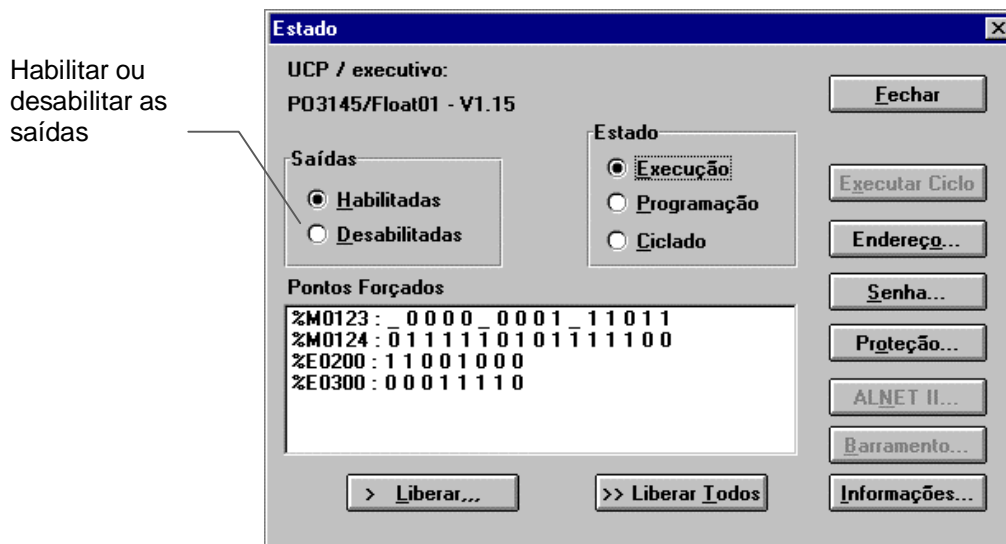 Estado
Habilitar ou
desabilitar as
saídas
UCP / executivo:
PO3145/Float01 - V1.15
Fechar
Saídas
Habilitadas
Desabilitadas
Estado
Execução
Programação
Ciclado
Executar Ciclo
Endereço...
Senha...
Proteção...
ALNET II...
Barramento...
Informações...
Pontos Forçados
%M0123 : _ 0 0 0 0 _ 0 0 0 1 _ 1 1 0 1 1
%M0124 : 0 1 1 1 1 1 0 1 0 1 1 1 1 1 0 0
%E0200 : 1 1 0 0 1 0 0 0
%E0300 : 0 0 0 1 1 1 1 0
> Liberar,,,
>> Liberar Todos